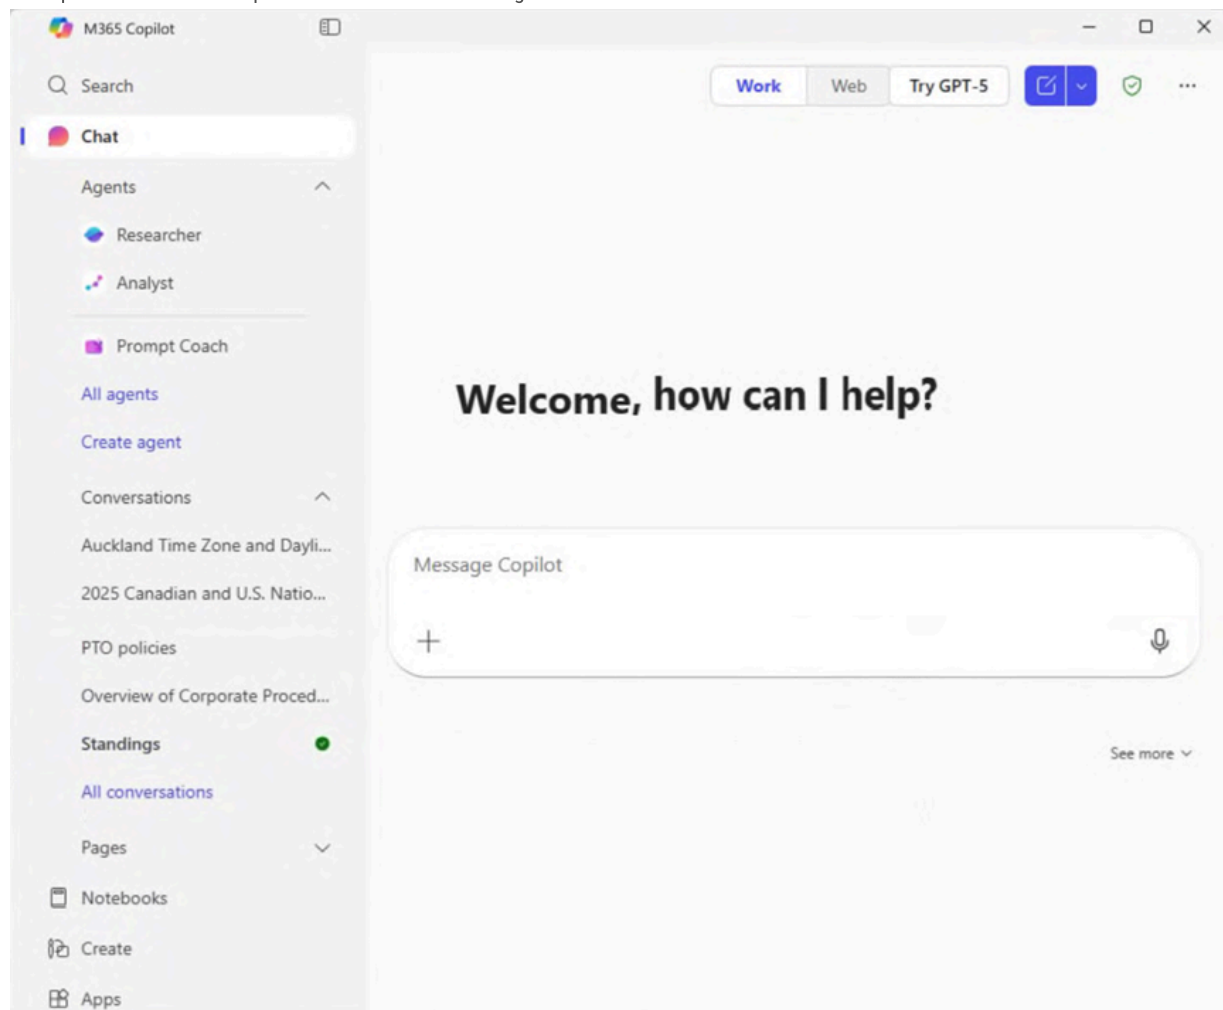 M365 Copilot
Search
Chat
Agents
Researcher
Analyst
Prompt Coach
All agents
Create agent
Conversations
Auckland Time Zone and Dayli...
2025 Canadian and U.S. Natio...
PTO policies
Overview of Corporate Proced...
Standings
All conversations
Pages
Notebooks
Create
Apps
Work Web Try GPT-5
Welcome, how can I help?
Message Copilot
See more